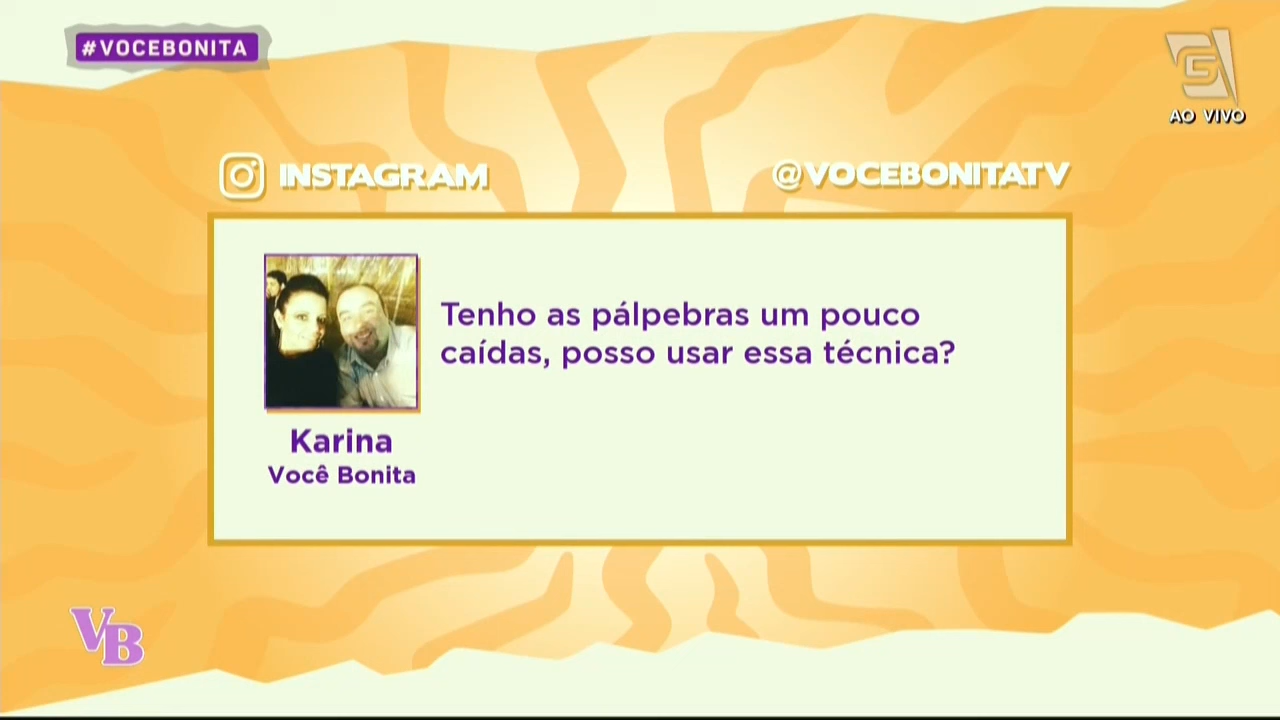 #VOCEBONITA
G
AO VIVO
INSTAGRAM
@VOCEBONITATV
Tenho as pálpebras um pouco
caídas, posso usar essa técnica?
Karina
Você Bonita
VB